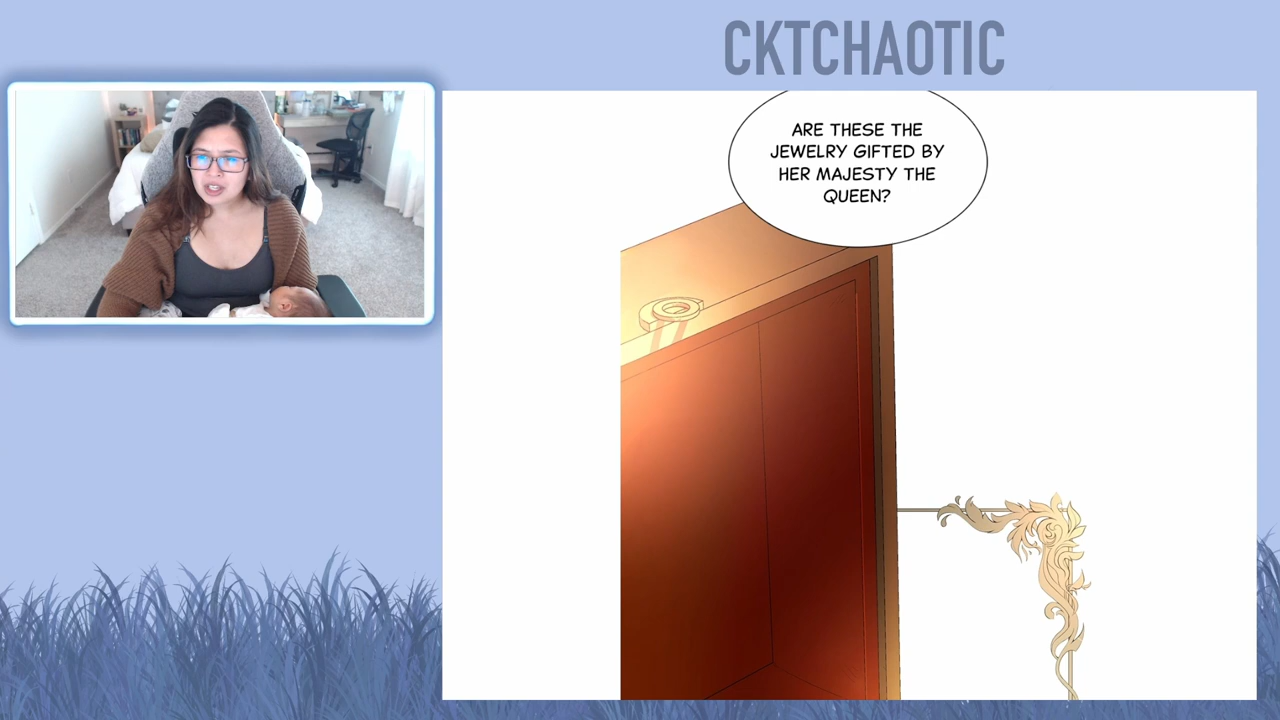 CKTCHAOTIC
ARE THESE THE
JEWELRY GIFTED BY
HER MAJESTY THE
QUEEN?